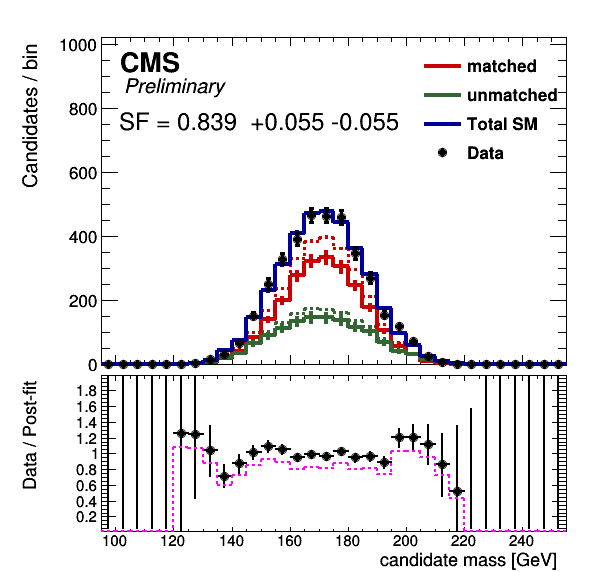 1000
800
600
400
200
0
Candidates / bin
CMS
Preliminary
SF = 0.839 +0.055 -0.055
matched
unmatched
Total SM
Data
1.8
1.6
1.4
1.2
1
0.8
0.6
0.4
0.2
Data / Post-fit
100 120 140 160 180 200 220 240
candidate mass [GeV]